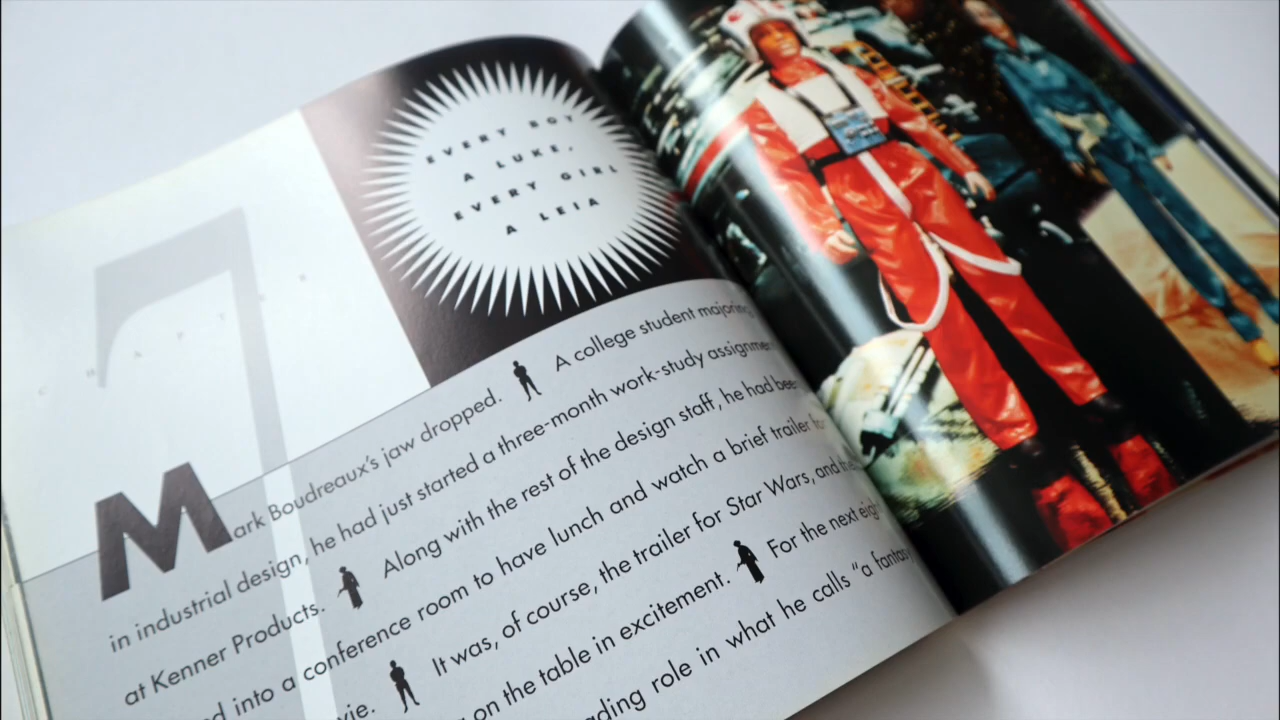 EVERY BOY
A LUKE,
EVERY GIRL
A LEIA
CHAPTER
1
Mark Boudreaux's jaw dropped. A college student majoring
in industrial design, he had just started a three-month work-study
at Kenner Products. Along with the rest of the design staff, he had
into a conference room to have lunch and watch a brief trailer
It was, of course, the trailer for Star Wars, and
on the table in excitement. For the next
role in what he calls "a